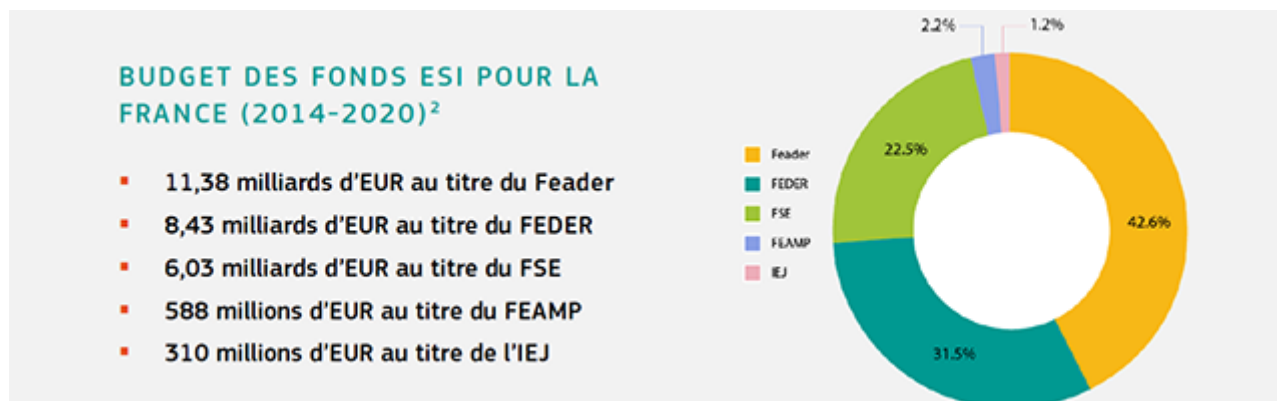 BUDGET DES FONDS ESI POUR LA
FRANCE (2014-2020)²
▪ 11,38 milliards d'EUR au titre du Feader
▪ 8,43 milliards d'EUR au titre du FEDER
▪ 6,03 milliards d'EUR au titre du FSE
▪ 588 millions d'EUR au titre du FEAMP
▪ 310 millions d'EUR au titre de l'IEJ
Feader
FEDER
FSE
FEAMP
IEJ
2.2%
1.2%
22.5%
42.6%
31.5%